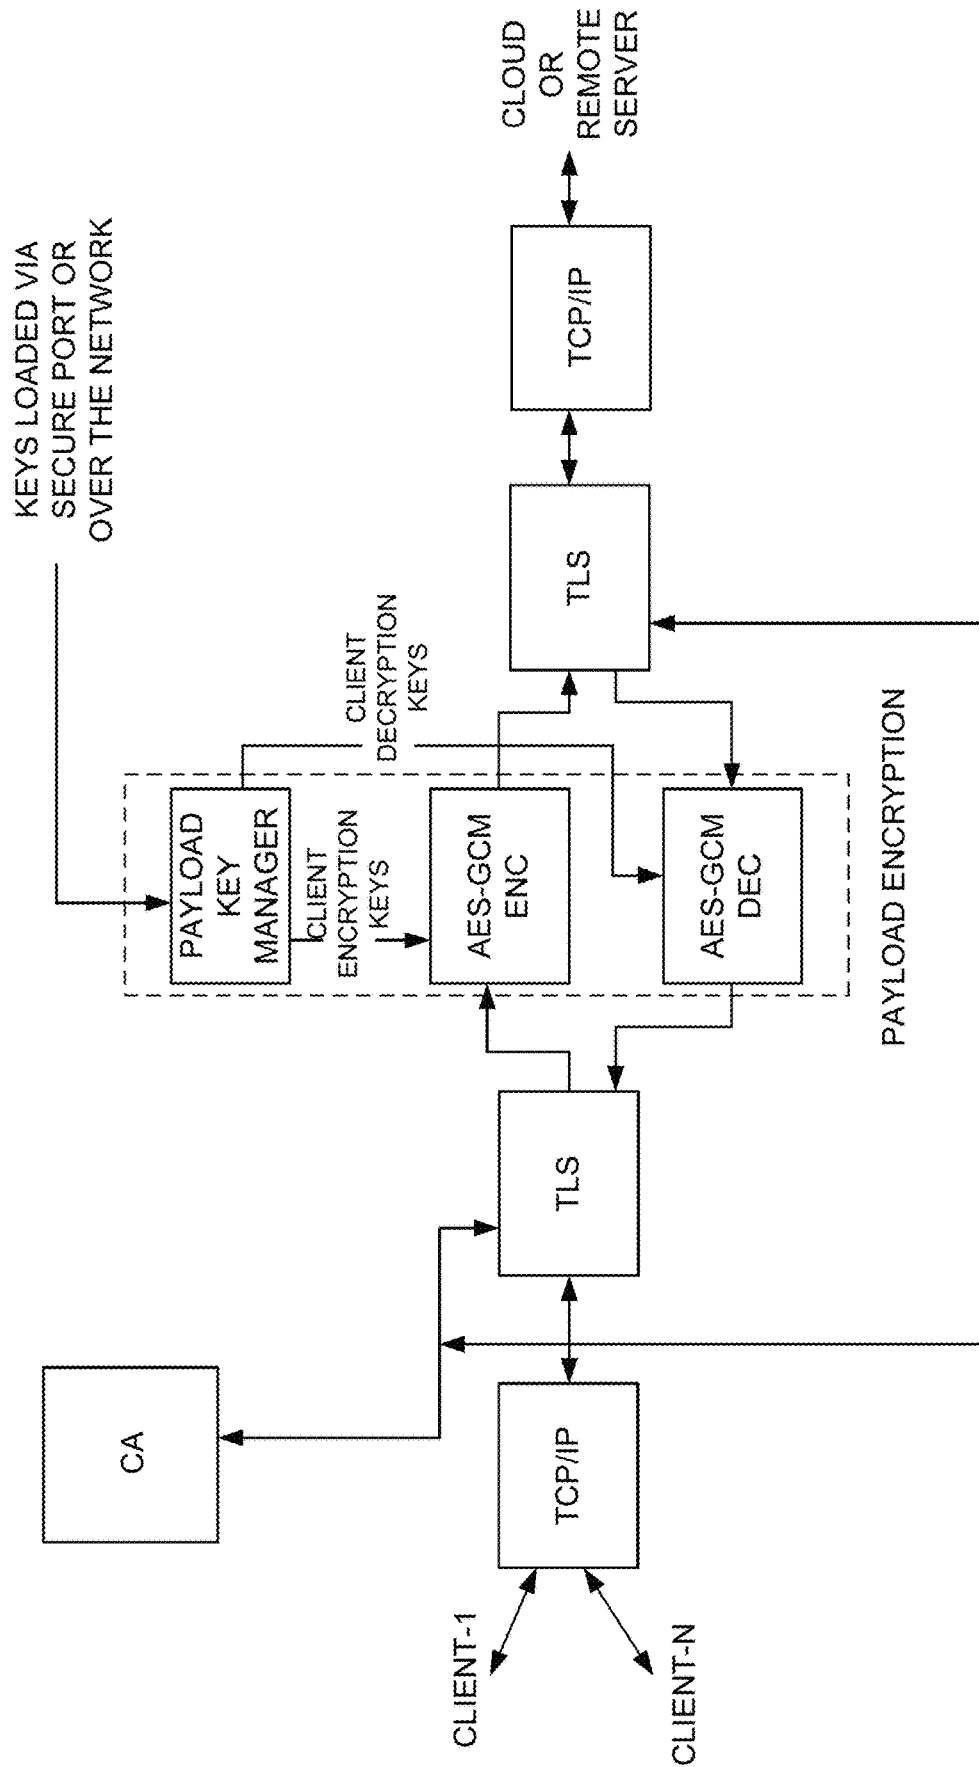 KEYS LOADED VIA
SECURE PORT OR
OVER THE NETWORK
CA
PAYLOAD
KEY
MANAGER
CLIENT
DECRYPTION
KEYS
CLIENT
ENCRYPTION
KEYS
CLIENT-1
CLIENT-N
TCP/IP
TLS
AES-GCM
ENC
AES-GCM
DEC
TLS
TCP/IP
CLOUD
OR
REMOTE
SERVER
PAYLOAD ENCRYPTION